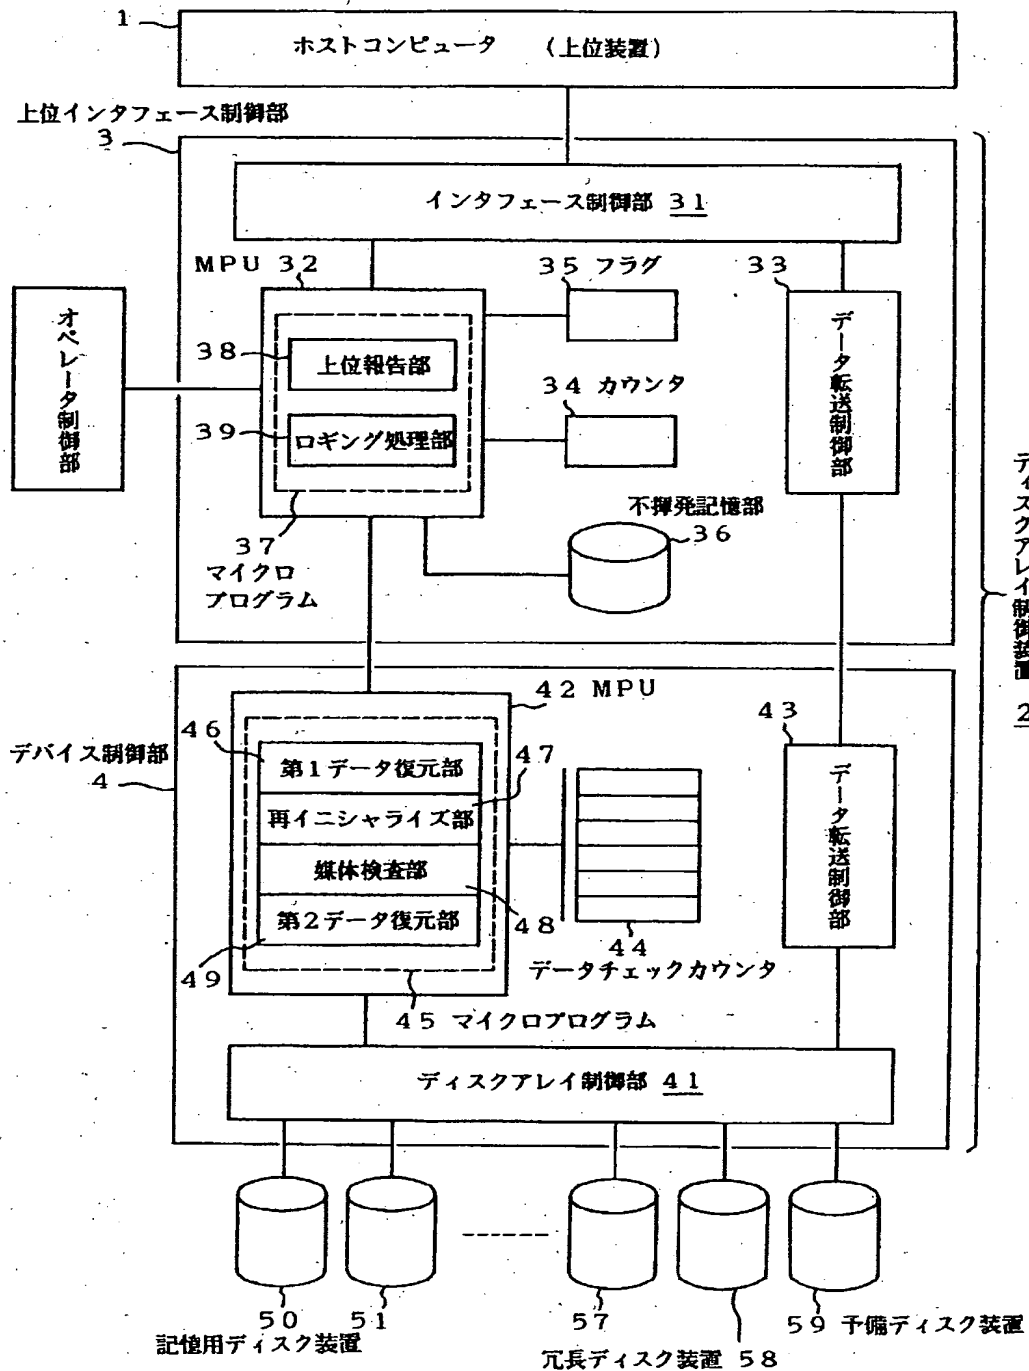 1
ホストコンピュータ (上位装置)
上位インタフェース制御部
3
インタフェース制御部 31
MPU 32
35 フラグ
33
オペレータ制御部
38
上位報告部
データ転送制御部
34 カウンタ
39
ロギング処理部
不揮発記憶部
36
37
マイクロ
プログラム
ディスクアレイ制御装置 2
42 MPU
43
デバイス制御部
4
46
第1データ復元部
47
再イニシャライズ部
データ転送制御部
媒体検査部
48
第2データ復元部
49
44
データチェックカウンタ
45 マイクロプログラム
ディスクアレイ制御部 41
50
51
57
59 予備ディスク装置
記憶用ディスク装置
冗長ディスク装置 58